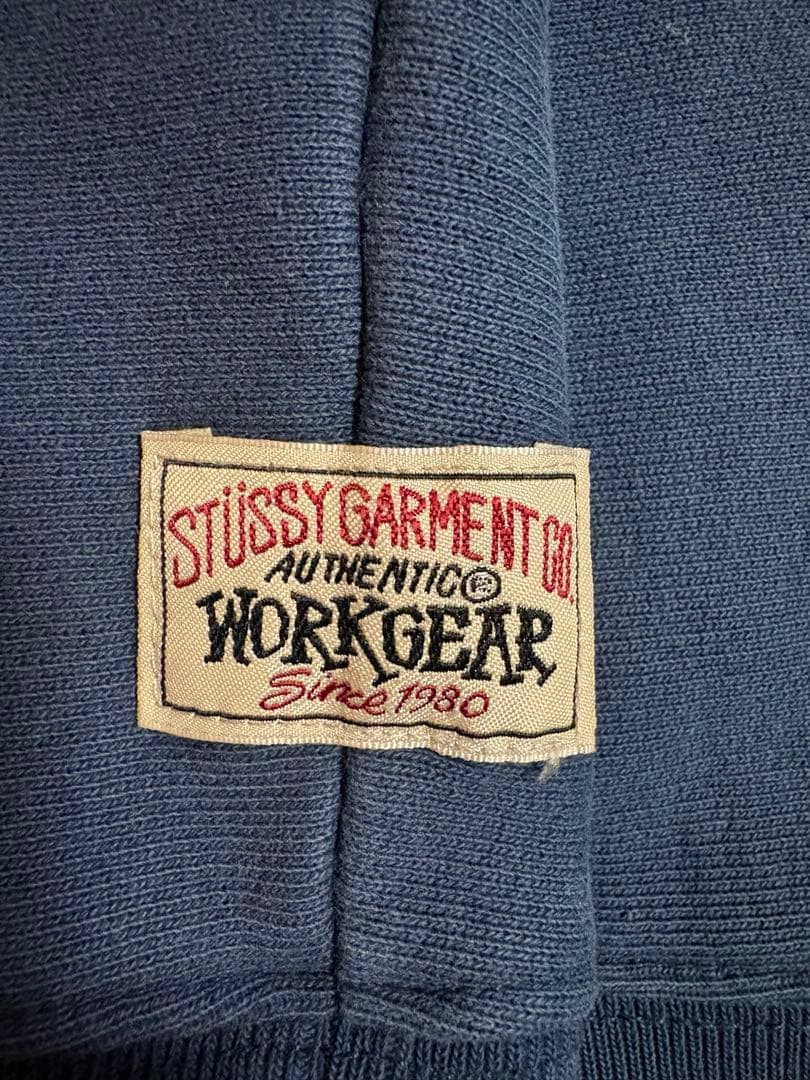 STÜSSY GARMENT CO.
AUTHENTIC
WORKGEAR
Since 1980